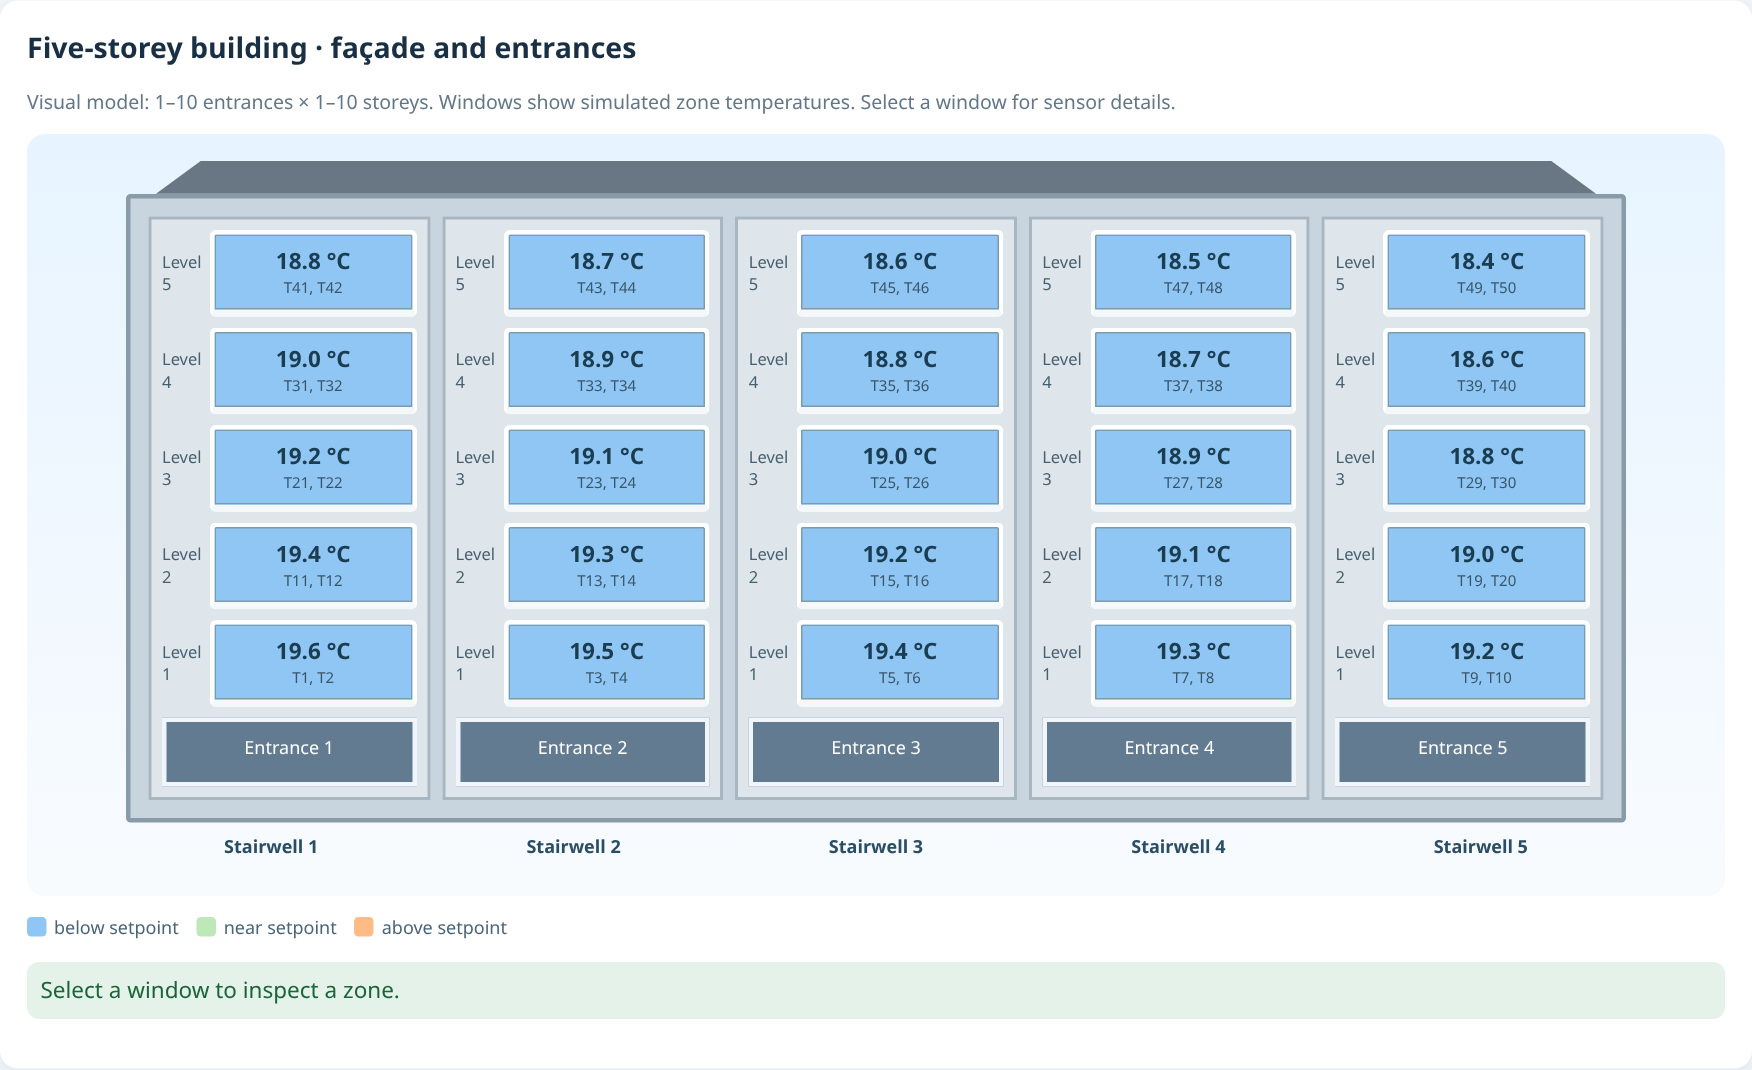 Five-storey building · façade and entrances
Visual model: 1–10 entrances × 1–10 storeys. Windows show simulated zone temperatures. Select a window for sensor details.
Level 5
18.8 °C
T41, T42
Level 5
18.7 °C
T43, T44
Level 5
18.6 °C
T45, T46
Level 5
18.5 °C
T47, T48
Level 5
18.4 °C
T49, T50
Level 4
19.0 °C
T31, T32
Level 4
18.9 °C
T33, T34
Level 4
18.8 °C
T35, T36
Level 4
18.7 °C
T37, T38
Level 4
18.6 °C
T39, T40
Level 3
19.2 °C
T21, T22
Level 3
19.1 °C
T23, T24
Level 3
19.0 °C
T25, T26
Level 3
18.9 °C
T27, T28
Level 3
18.8 °C
T29, T30
Level 2
19.4 °C
T11, T12
Level 2
19.3 °C
T13, T14
Level 2
19.2 °C
T15, T16
Level 2
19.1 °C
T17, T18
Level 2
19.0 °C
T19, T20
Level 1
19.6 °C
T1, T2
Level 1
19.5 °C
T3, T4
Level 1
19.4 °C
T5, T6
Level 1
19.3 °C
T7, T8
Level 1
19.2 °C
T9, T10
Entrance 1
Entrance 2
Entrance 3
Entrance 4
Entrance 5
Stairwell 1
Stairwell 2
Stairwell 3
Stairwell 4
Stairwell 5
below setpoint
near setpoint
above setpoint
Select a window to inspect a zone.